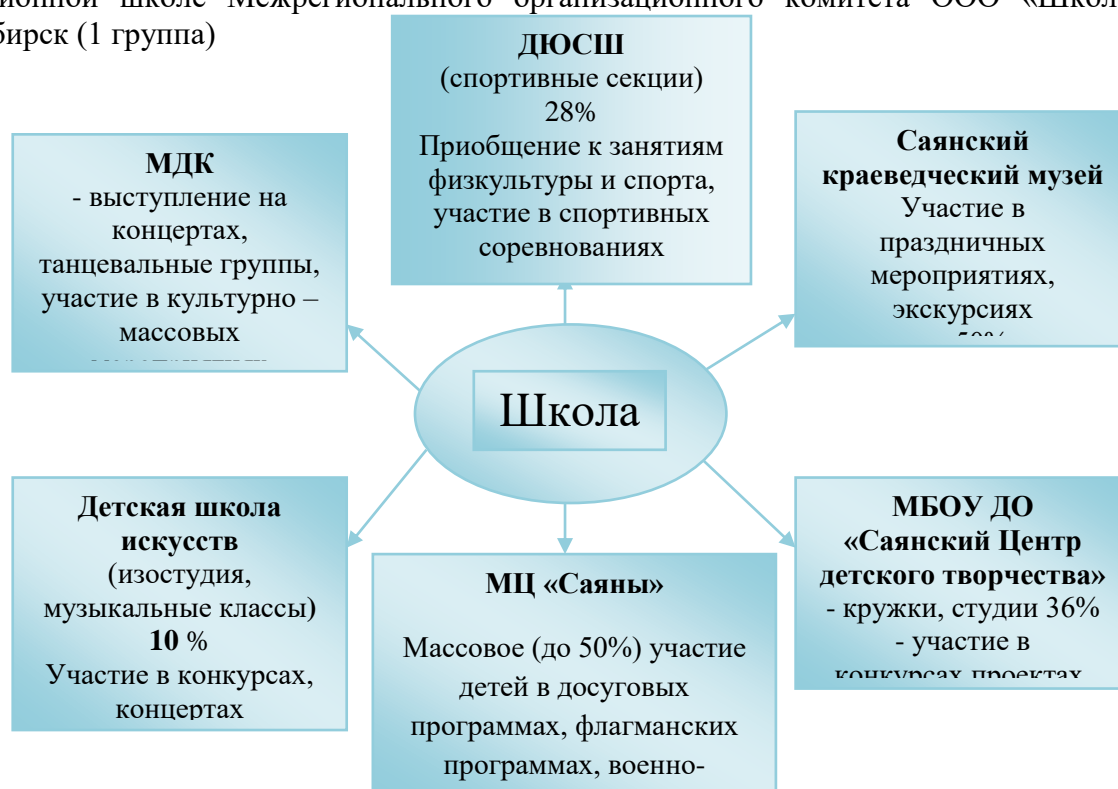 школе Межрегионального организационного комитета ООО
(1 группа)
ДЮСШ
(спортивные секции)
28%
Приобщение к занятиям
физкультуры и спорта,
участие в спортивных
соревнованиях
МДК
- выступление на
концертах,
танцевальные группы,
участие в культурно –
массовых
Саянский
краеведческий музей
Участие в
праздничных
мероприятиях,
экскурсиях
Школа
Детская школа
искусств
(изостудия,
музыкальные классы)
10 %
Участие в конкурсах,
концертах
МЦ «Саяны»
Массовое (до 50%) участие
детей в досуговых
программах, флагманских
программах, военно-
МБОУ ДО
«Саянский Центр
детского творчества»
- кружки, студии 36%
- участие в
конкурсах проектах